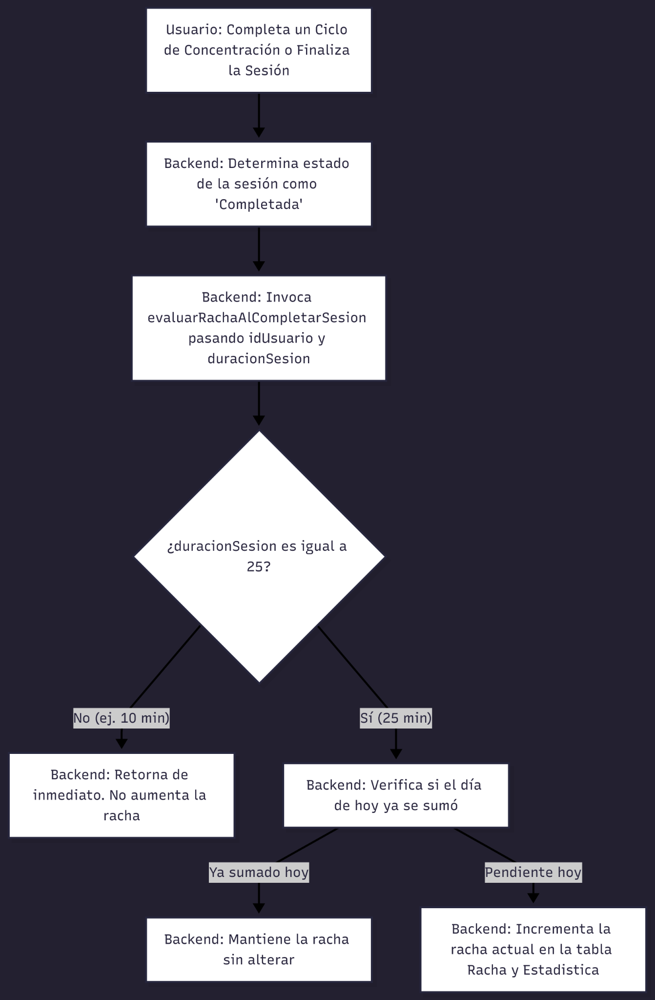 Usuario: Completa un Ciclo
de Concentración o Finaliza
la Sesión
Backend: Determina estado
de la sesión como
'Completada'
Backend: Invoca
evaluarRachaAlCompletarSesion
pasando idUsuario y
duracionSesion
¿duracionSesion es igual a
25?
No (ej. 10 min)
Sí (25 min)
Backend: Retorna de
inmediato. No aumenta la
racha
Backend: Verifica si el día
de hoy ya se sumó
Ya sumado hoy
Pendiente hoy
Backend: Mantiene la racha
sin alterar
Backend: Incrementa la
racha actual en la tabla
Racha y Estadistica